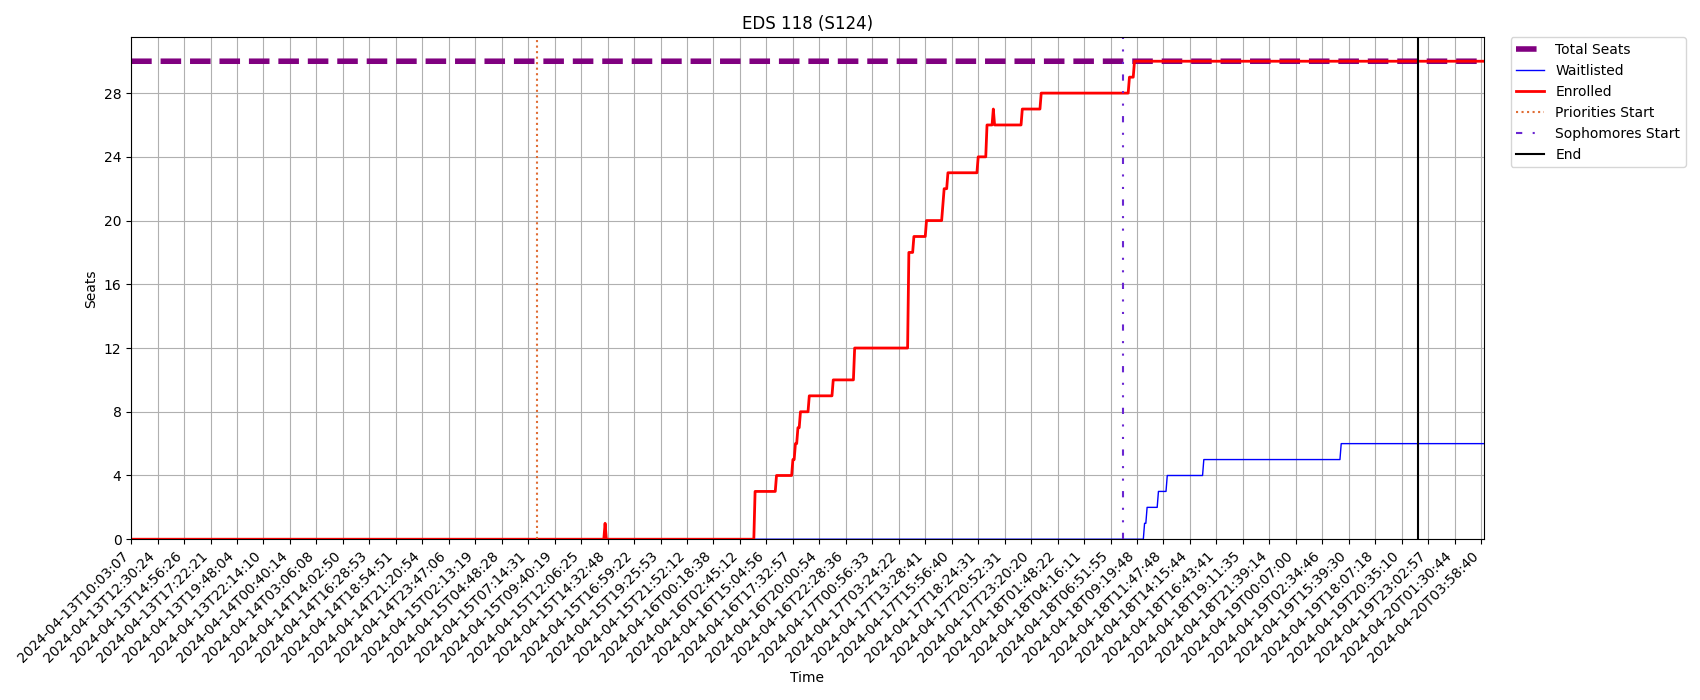 EDS 118 (S124)
Total Seats
Waitlisted
Enrolled
Priorities Start
Sophomores Start
End
Seats
28
24
20
16
12
8
4
0
2024-04-13T10:03:07
2024-04-13T12:30:24
2024-04-13T14:56:26
2024-04-13T17:22:21
2024-04-13T19:48:04
2024-04-13T22:14:10
2024-04-14T00:40:14
2024-04-14T03:06:08
2024-04-14T14:02:50
2024-04-14T16:28:53
2024-04-14T18:54:51
2024-04-14T21:20:54
2024-04-14T23:47:06
2024-04-15T02:13:19
2024-04-15T04:48:28
2024-04-15T07:14:31
2024-04-15T09:40:19
2024-04-15T12:06:25
2024-04-15T14:32:48
2024-04-15T16:59:22
2024-04-15T19:25:53
2024-04-15T21:52:12
2024-04-16T00:18:38
2024-04-16T02:45:12
2024-04-16T15:04:56
2024-04-16T17:32:57
2024-04-16T20:00:54
2024-04-16T22:28:36
2024-04-17T00:56:33
2024-04-17T03:24:22
2024-04-17T13:28:41
2024-04-17T15:56:40
2024-04-17T18:24:31
2024-04-17T20:52:31
2024-04-17T23:20:20
2024-04-18T01:48:22
2024-04-18T04:16:11
2024-04-18T06:51:55
2024-04-18T09:19:48
2024-04-18T11:47:48
2024-04-18T14:15:44
2024-04-18T16:43:41
2024-04-18T19:11:35
2024-04-18T21:39:14
2024-04-19T00:07:00
2024-04-19T02:34:46
2024-04-19T15:39:30
2024-04-19T18:07:18
2024-04-19T20:35:10
2024-04-19T23:02:57
2024-04-20T01:30:44
2024-04-20T03:58:40
Time